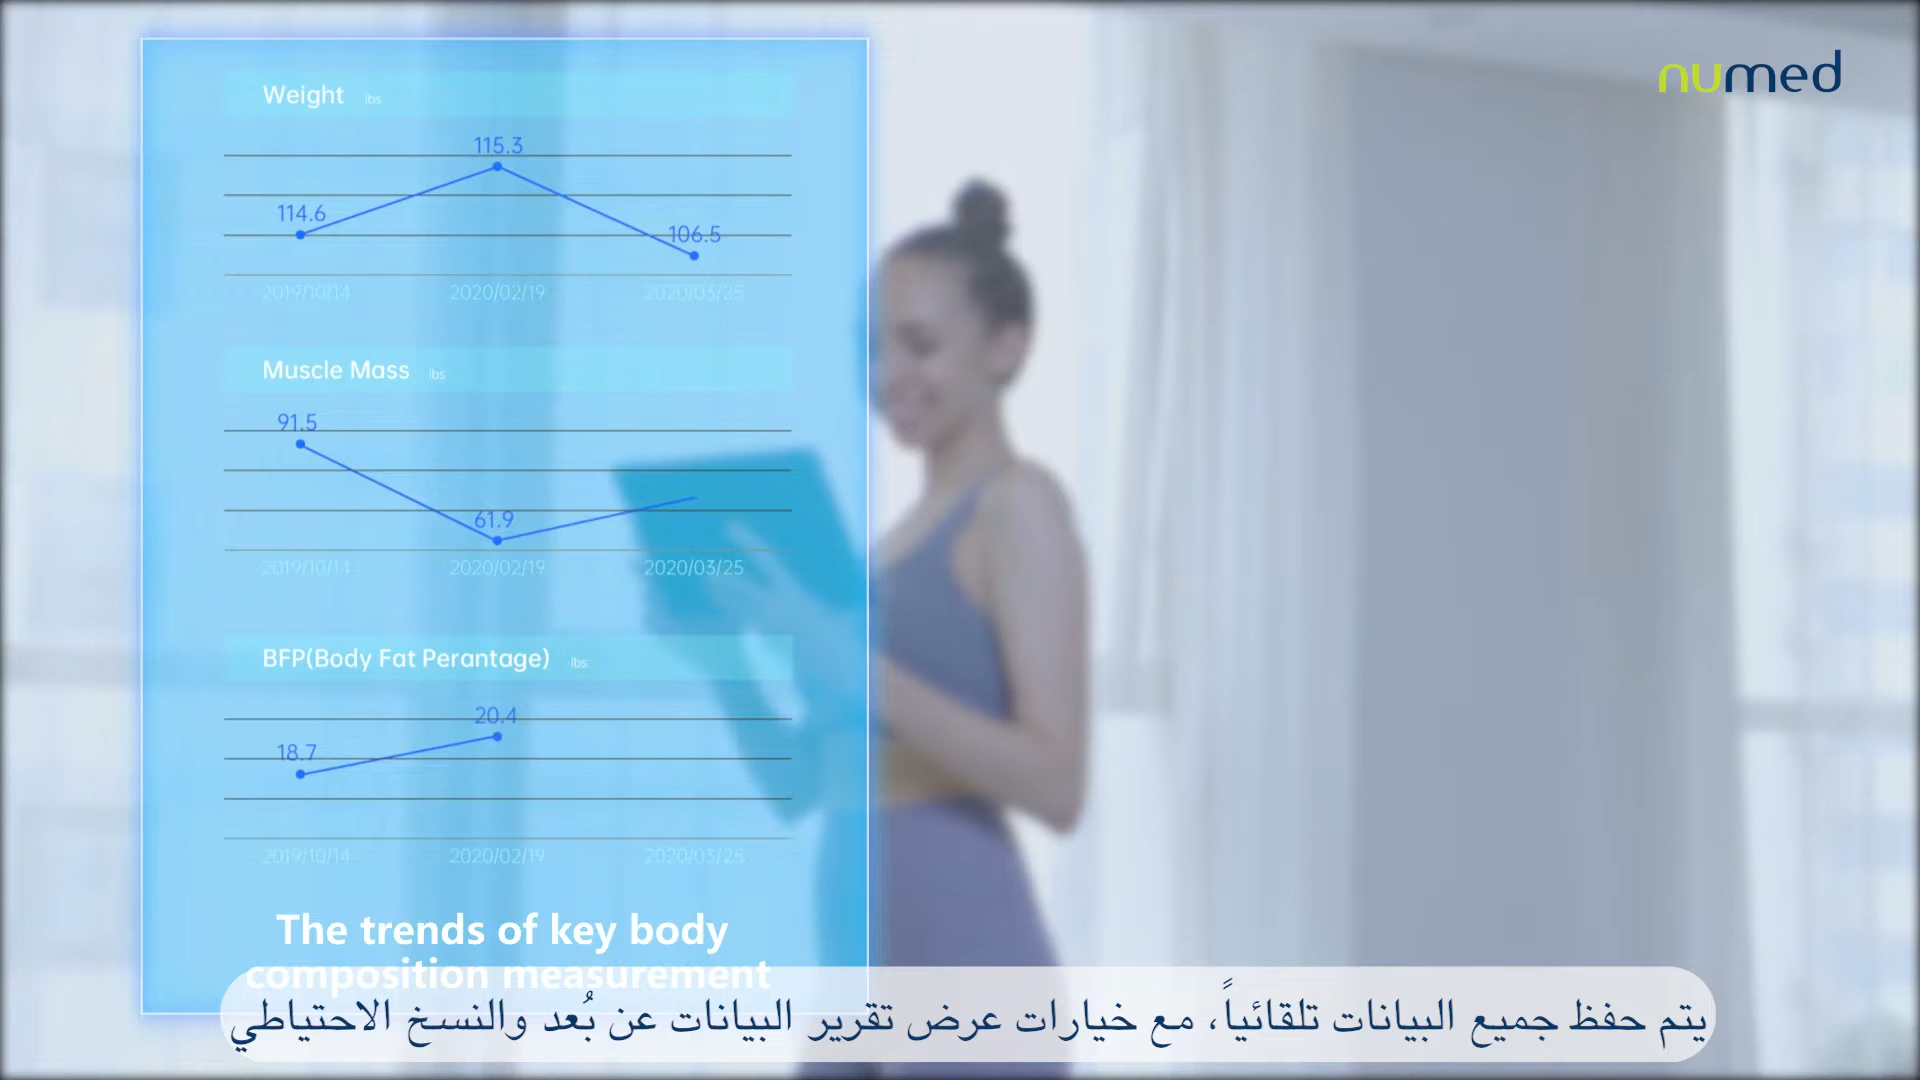 numed
Weight lbs
115.3
114.6
106.5
2019/10/14 2020/02/19 2020/03/25
Muscle Mass lbs
91.5
61.9
2019/10/14 2020/02/19 2020/03/25
BFP(Body Fat Perantage) lbs
20.4
18.7
2019/10/14 2020/02/19 2020/03/25
The trends of key body
composition measurement
يتم حفظ جميع البيانات تلقائياً، مع خيارات عرض تقرير البيانات عن بُعد والنسخ الاحتياطي